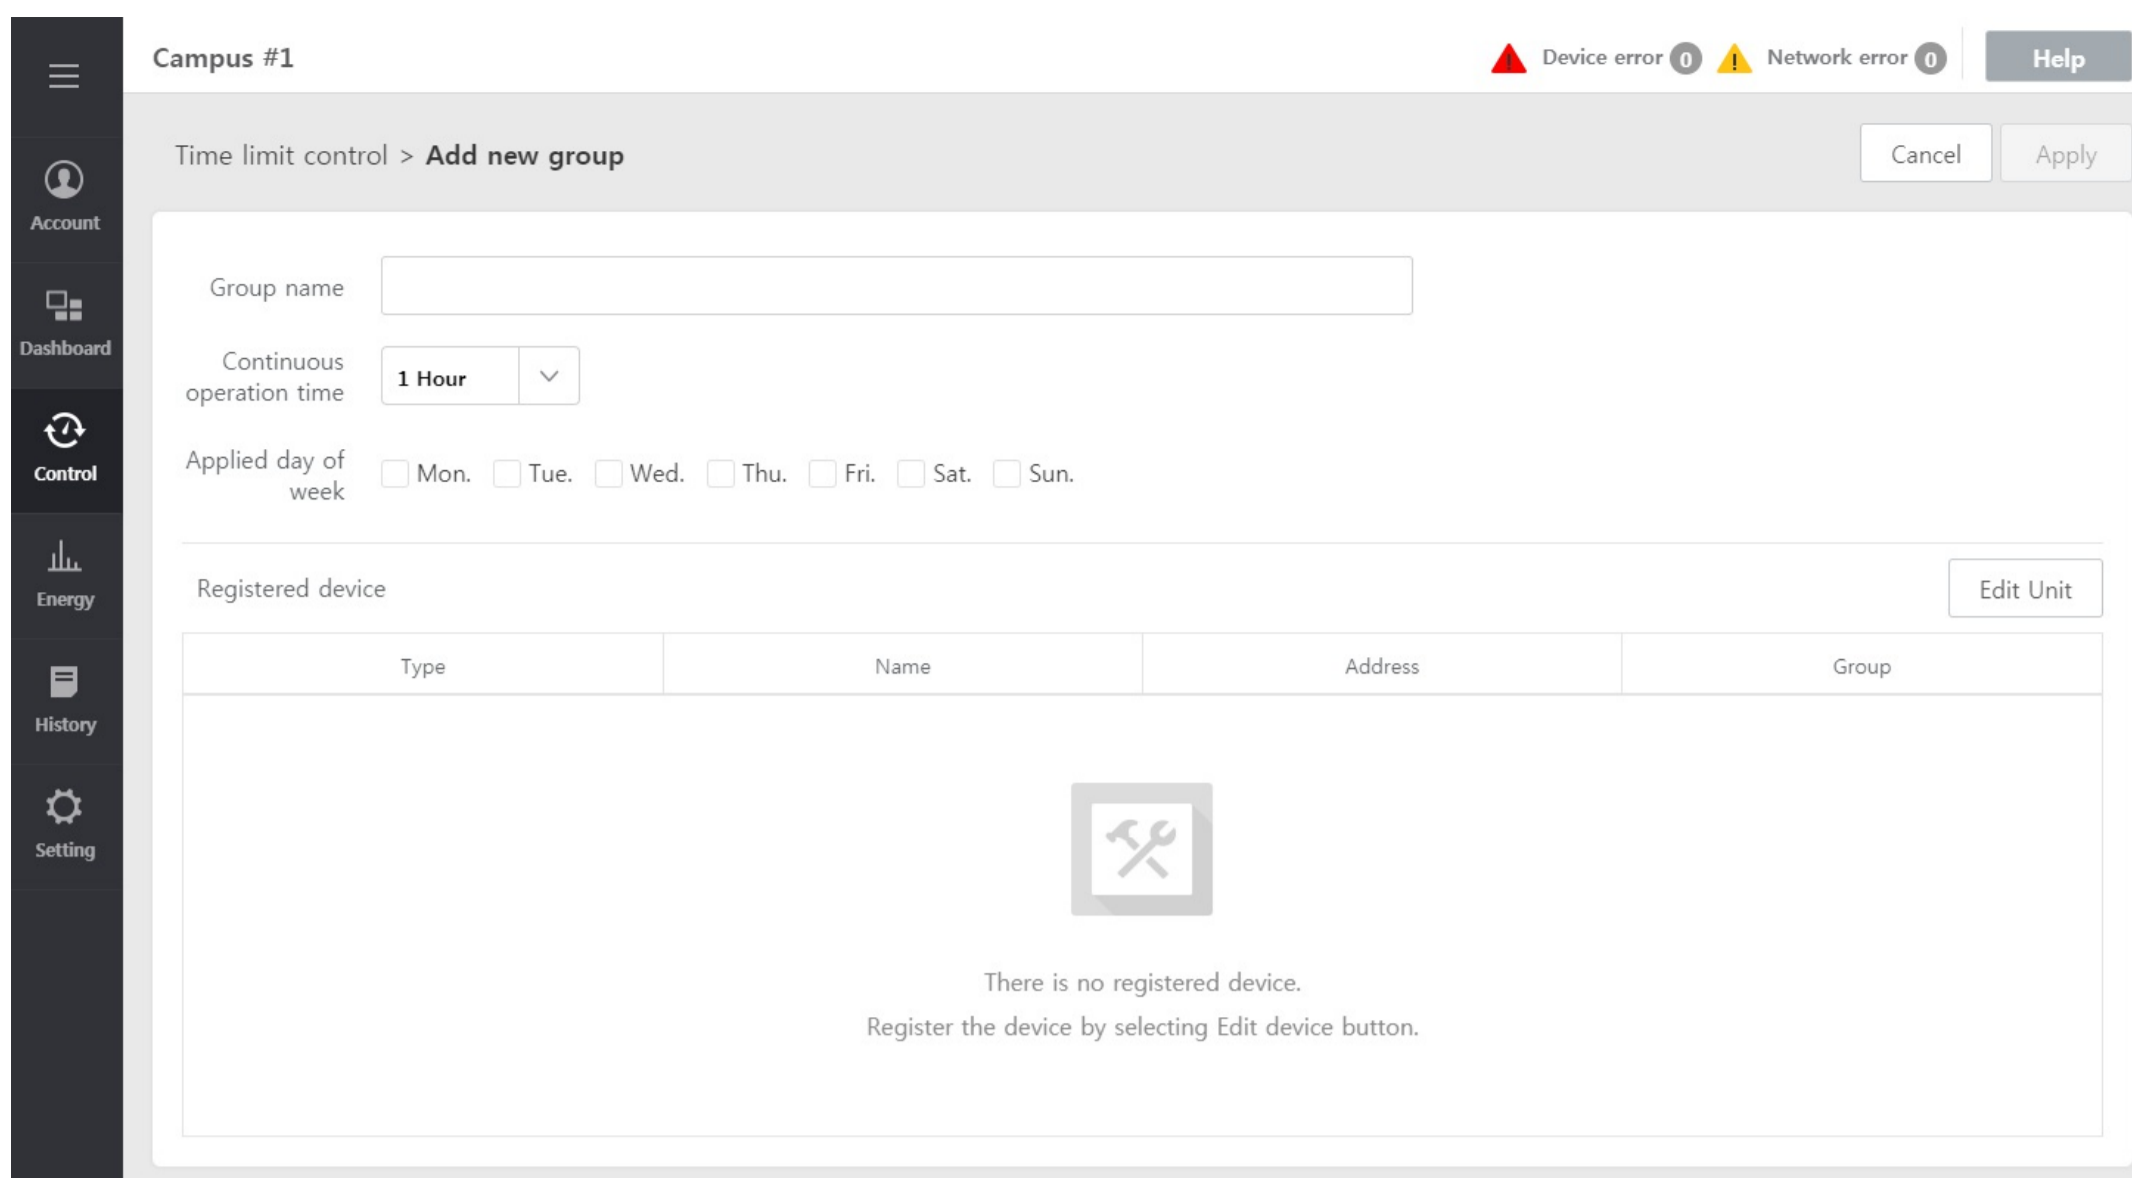 Campus #1
Device error 0
Network error 0
Help
Time limit control > Add new group
Cancel
Apply
Account
Dashboard
Control
Energy
History
Setting
Group name
Continuous
operation time
1 Hour
Applied day of
week
Mon. Tue. Wed. Thu. Fri. Sat. Sun.
Registered device
Edit Unit
Type Name Address Group
There is no registered device.
Register the device by selecting Edit device button.